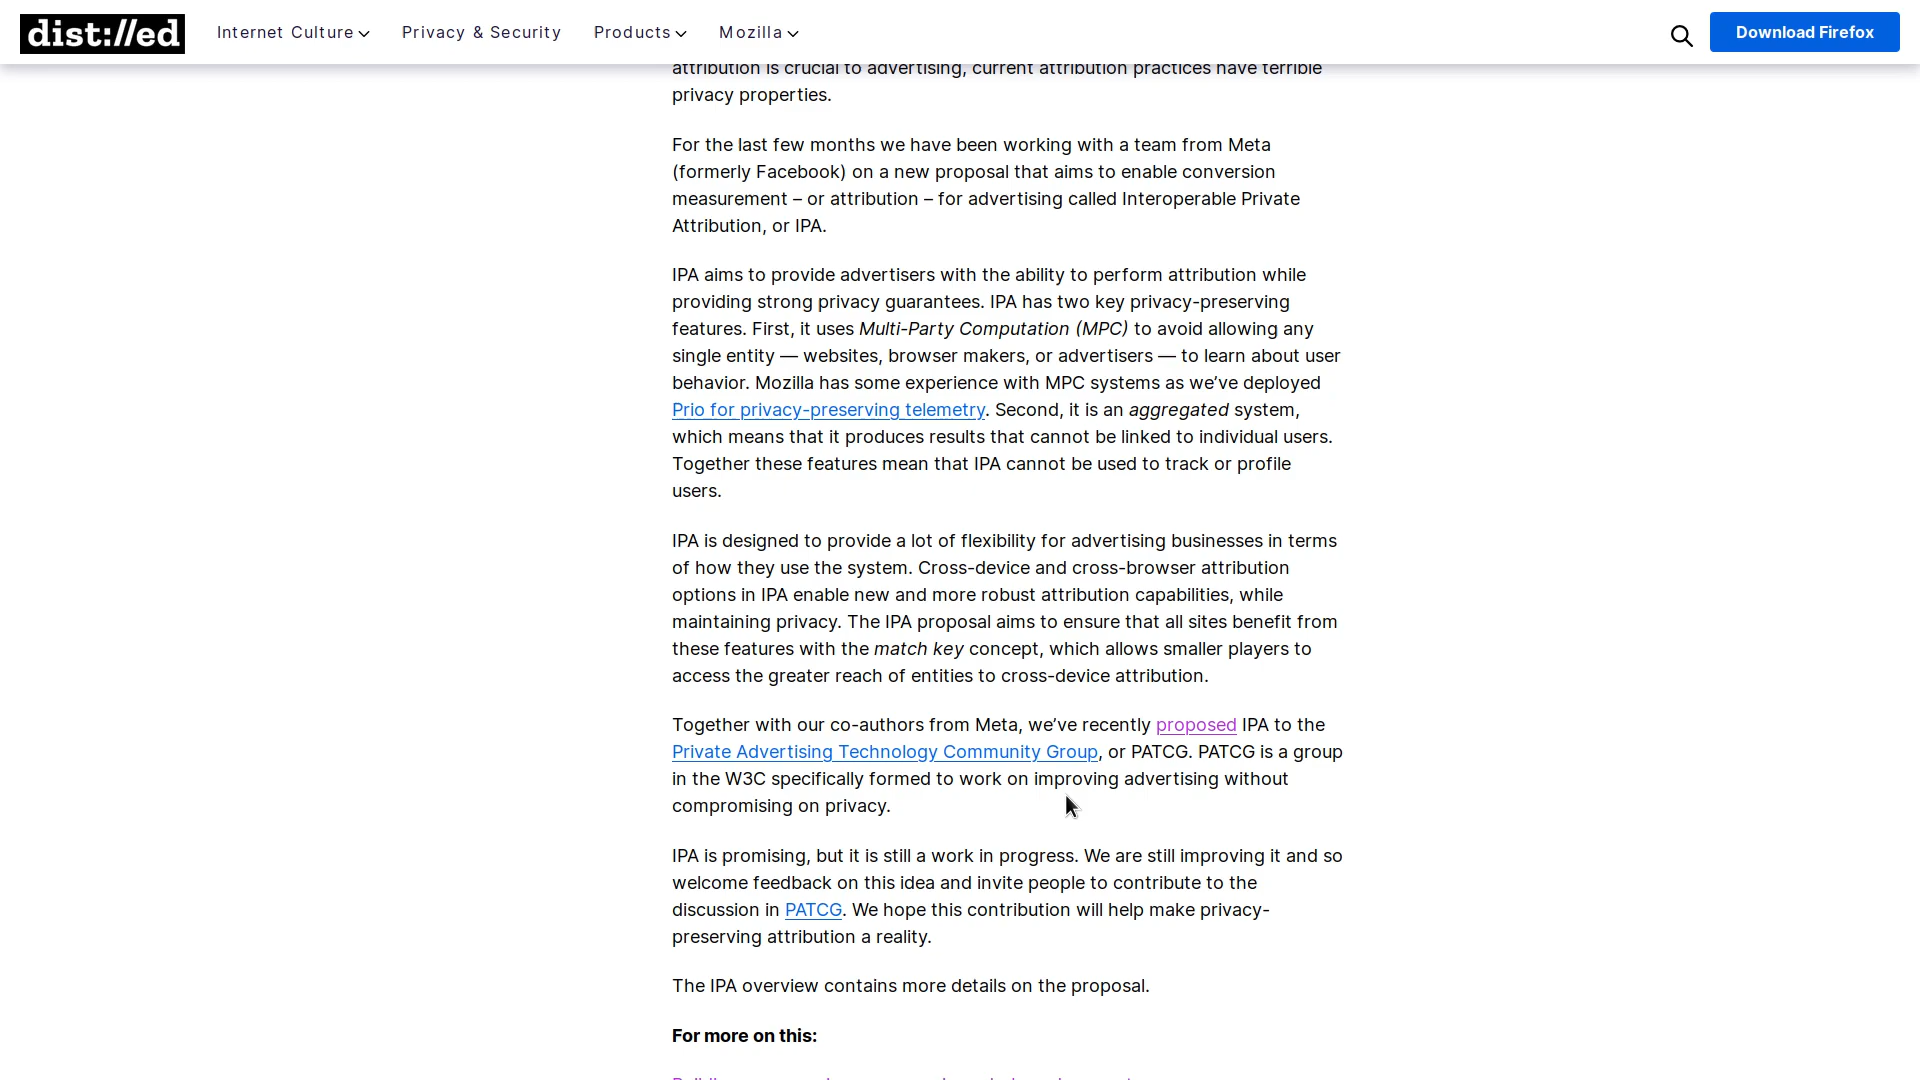 dist://ed
Internet Culture
Privacy & Security
Products
Mozilla
Download Firefox
attribution is crucial to advertising, current attribution practices have terrible
privacy properties.
For the last few months we have been working with a team from Meta
(formerly Facebook) on a new proposal that aims to enable conversion
measurement – or attribution – for advertising called Interoperable Private
Attribution, or IPA.
IPA aims to provide advertisers with the ability to perform attribution while
providing strong privacy guarantees. IPA has two key privacy-preserving
features. First, it uses Multi-Party Computation (MPC) to avoid allowing any
single entity — websites, browser makers, or advertisers — to learn about user
behavior. Mozilla has some experience with MPC systems as we’ve deployed
Prio for privacy-preserving telemetry. Second, it is an aggregated system,
which means that it produces results that cannot be linked to individual users.
Together these features mean that IPA cannot be used to track or profile
users.
IPA is designed to provide a lot of flexibility for advertising businesses in terms
of how they use the system. Cross-device and cross-browser attribution
options in IPA enable new and more robust attribution capabilities, while
maintaining privacy. The IPA proposal aims to ensure that all sites benefit from
these features with the match key concept, which allows smaller players to
access the greater reach of entities to cross-device attribution.
Together with our co-authors from Meta, we’ve recently proposed IPA to the
Private Advertising Technology Community Group, or PATCG. PATCG is a group
in the W3C specifically formed to work on improving advertising without
compromising on privacy.
IPA is promising, but it is still a work in progress. We are still improving it and so
welcome feedback on this idea and invite people to contribute to the
discussion in PATCG. We hope this contribution will help make privacy-
preserving attribution a reality.
The IPA overview contains more details on the proposal.
For more on this: